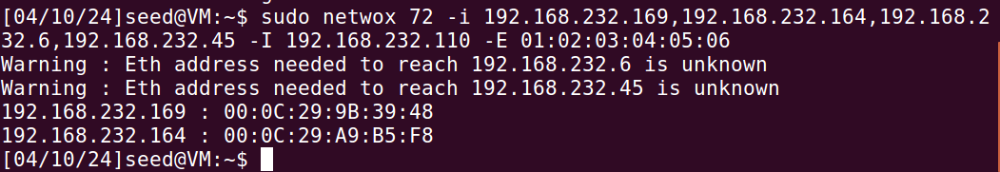 [04/10/24]seed@VM:~$ sudo netwox 72 -i 192.168.232.169,192.168.232.164,192.168.2
32.6,192.168.232.45 -I 192.168.232.110 -E 01:02:03:04:05:06
Warning : Eth address needed to reach 192.168.232.6 is unknown
Warning : Eth address needed to reach 192.168.232.45 is unknown
192.168.232.169 : 00:0C:29:9B:39:48
192.168.232.164 : 00:0C:29:A9:B5:F8
[04/10/24]seed@VM:~$